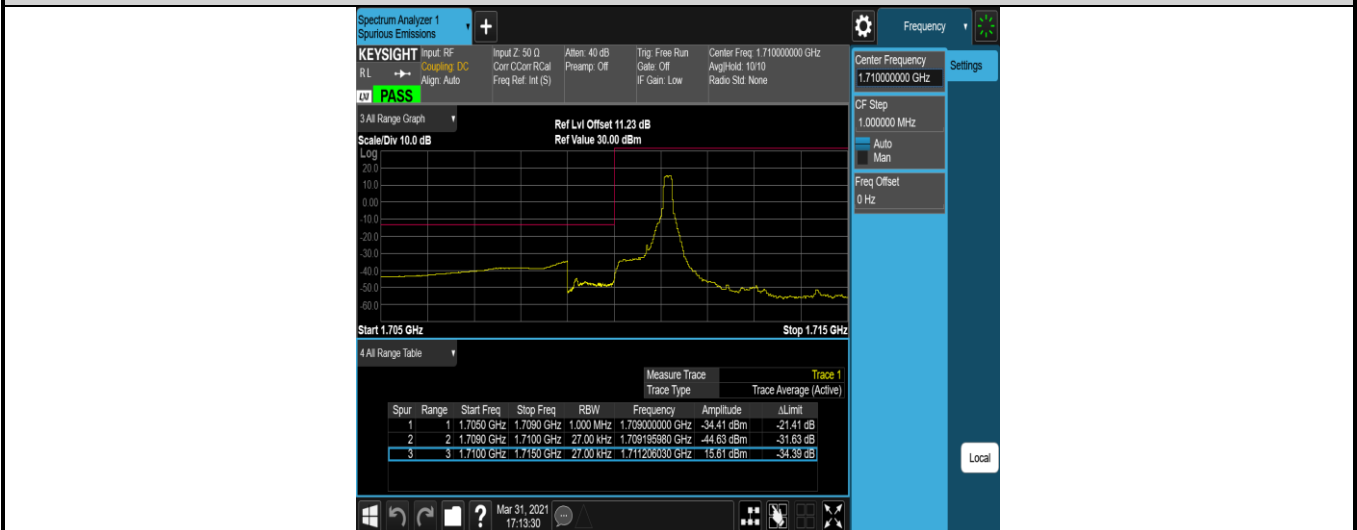 Spectrum Analyzer 1
Spurious Emissions
+
Frequency
KEYSIGHT Input: RF Input Z: 50 Ω Atten: 40 dB Trig: Free Run Center Freq: 1.710000000 GHz
RL Coupling: DC Corr CCorr RCal Preamp: Off Gate: Off Avg|Hold: 10/10
Align: Auto Freq Ref: Int (S) IF Gain: Low Radio Std: None
LXI PASS
Center Frequency
1.710000000 GHz
Settings
CF Step
1.000000 MHz
Auto
Man
Freq Offset
0 Hz
3 All Range Graph
Ref Lvl Offset 11.23 dB
Scale/Div 10.0 dB Ref Value 30.00 dBm
Log
20.0
10.0
0.00
-10.0
-20.0
-30.0
-40.0
-50.0
-60.0
Start 1.705 GHz Stop 1.715 GHz
4 All Range Table
Measure Trace Trace 1
Trace Type Trace Average (Active)
Spur Range Start Freq Stop Freq RBW Frequency Amplitude ΔLimit
1 1 1.7050 GHz 1.7090 GHz 1.000 MHz 1.709000000 GHz -34.41 dBm -21.41 dB
2 2 1.7090 GHz 1.7100 GHz 27.00 kHz 1.709195980 GHz -44.63 dBm -31.63 dB
3 3 1.7100 GHz 1.7150 GHz 27.00 kHz 1.711206030 GHz 15.61 dBm -34.39 dB
Local
? Mar 31, 2021
17:13:30